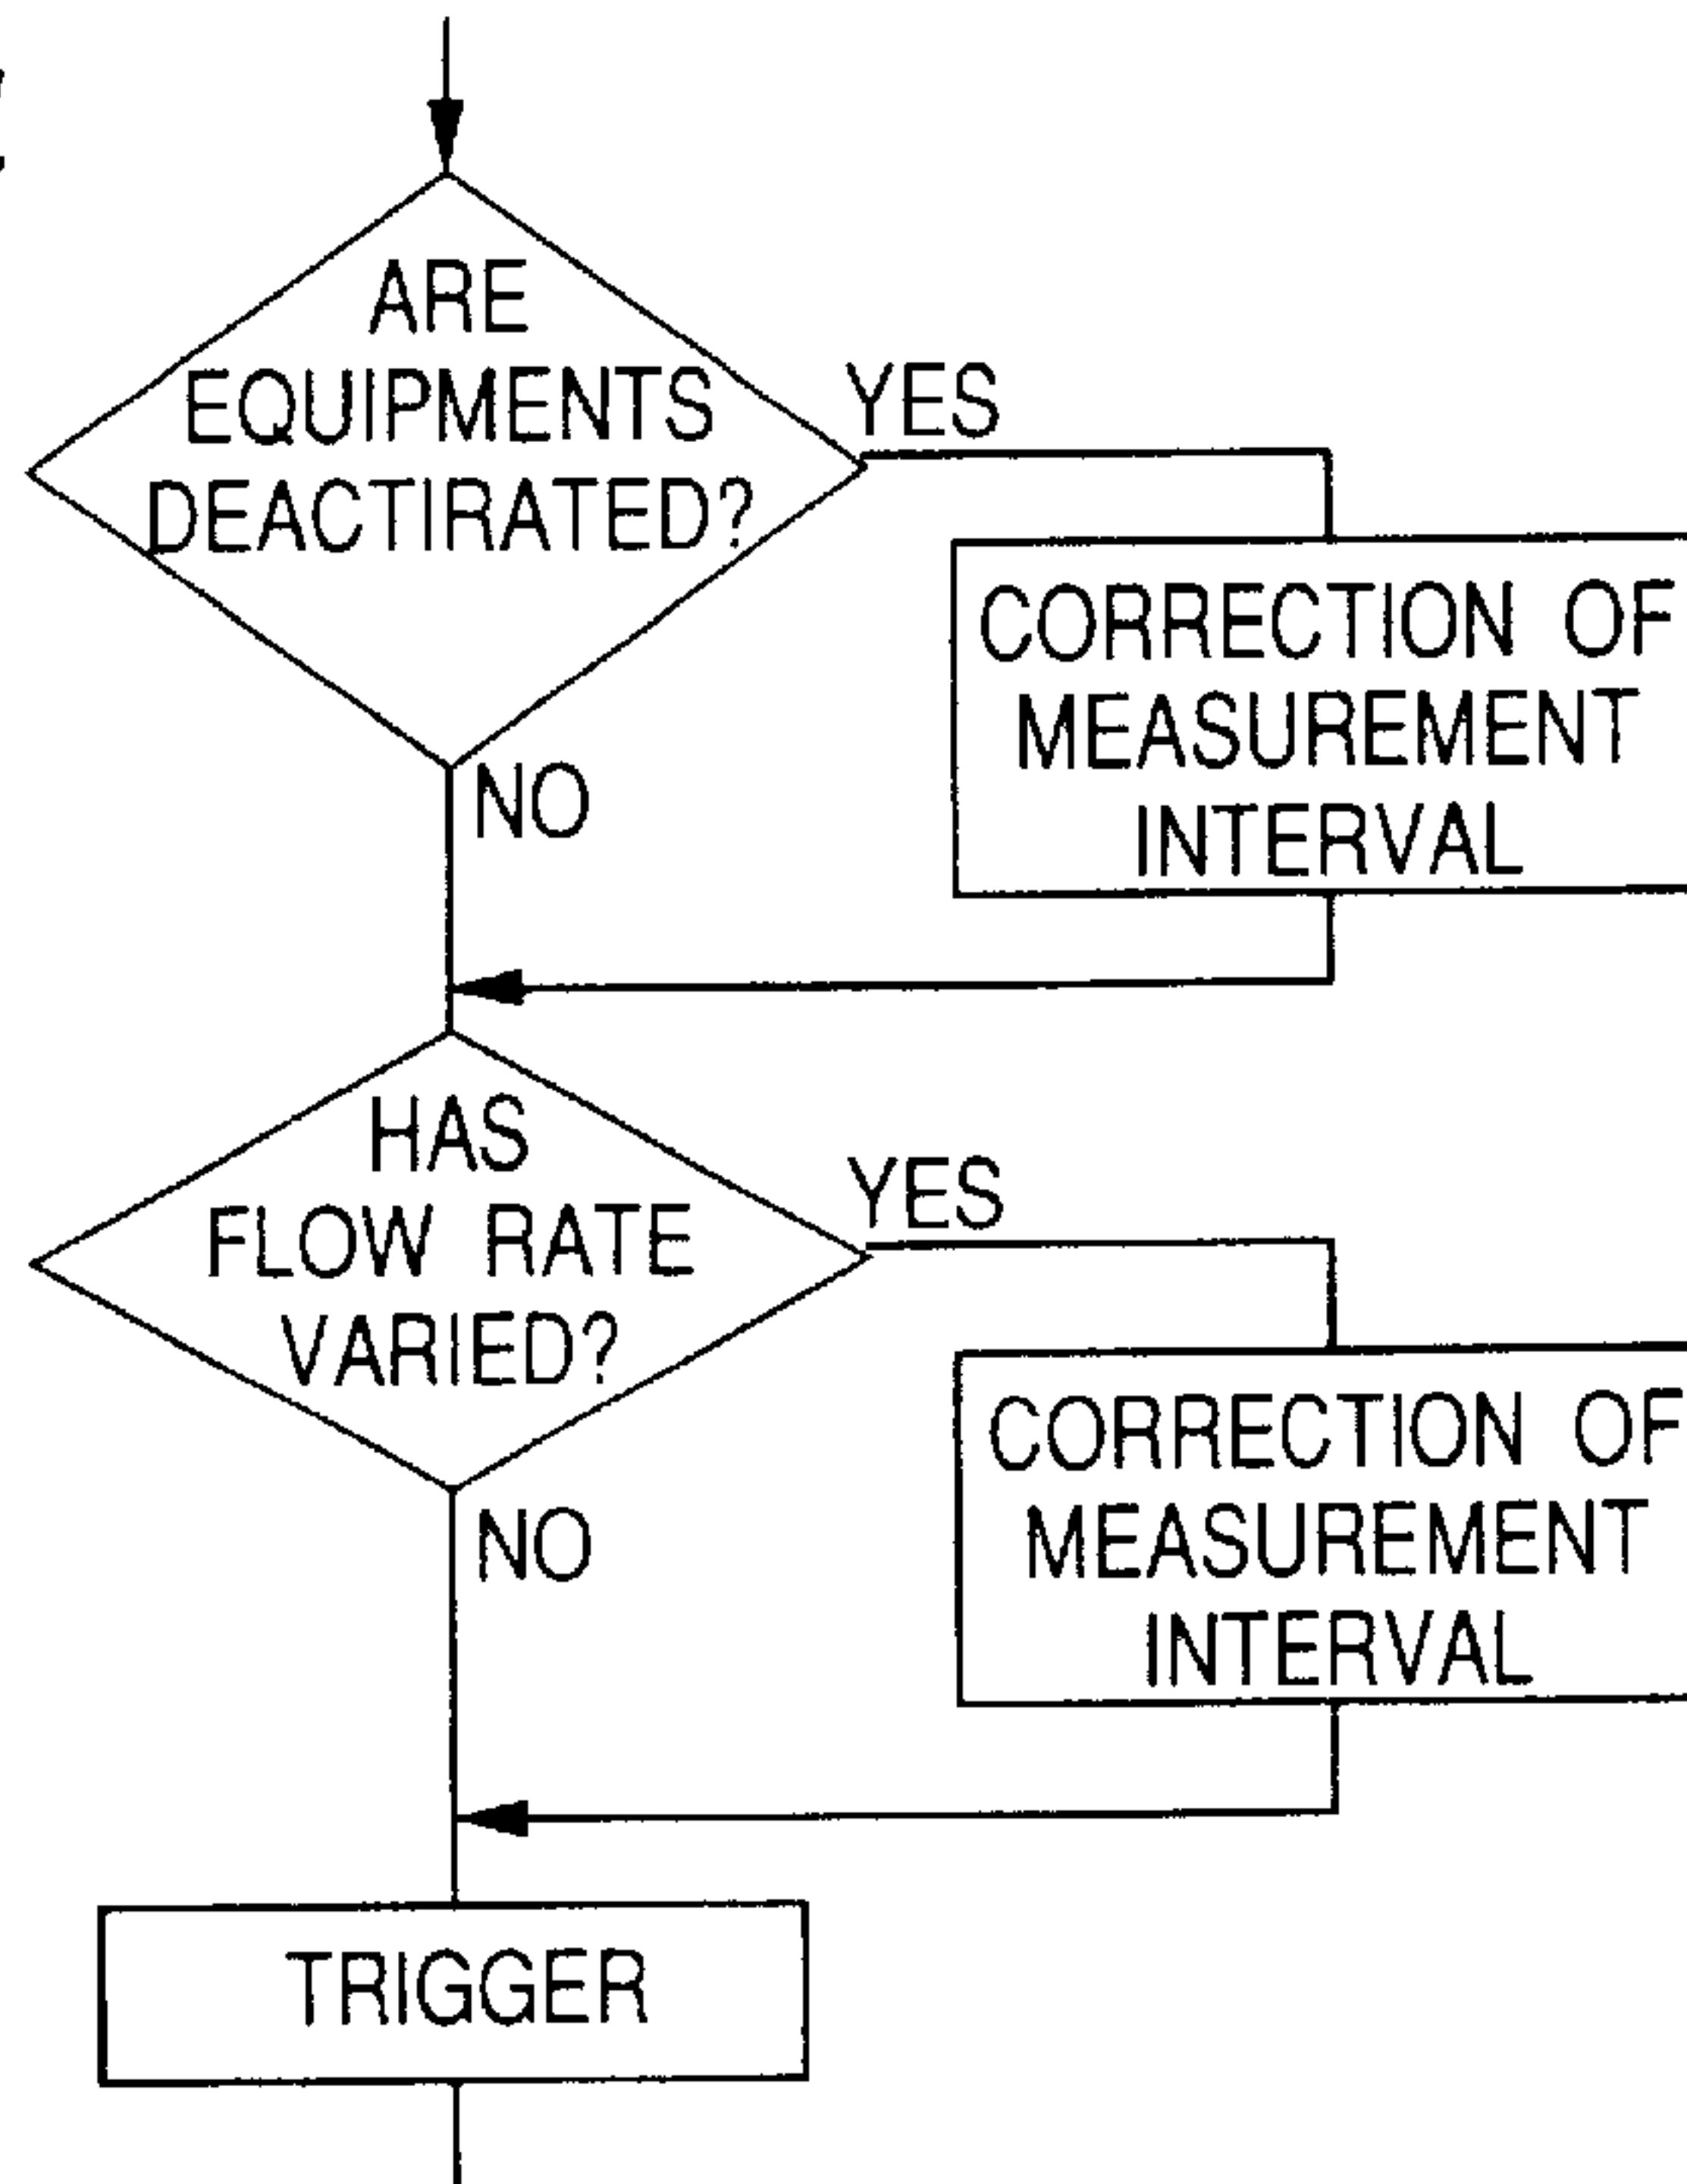 ARE
EQUIPMENTS
DEACTIRATED?
YES
CORRECTION OF
MEASUREMENT
INTERVAL
NO
HAS
FLOW RATE
VARIED?
YES
CORRECTION OF
MEASUREMENT
INTERVAL
NO
TRIGGER